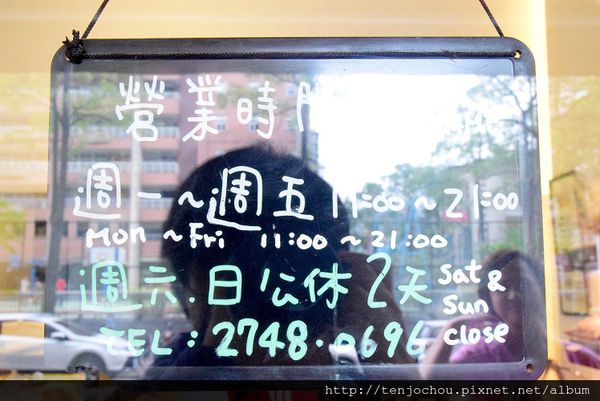 營業時間
週一~週五 11:00~21:00
Mon~Fri 11:00~21:00
週六.日公休2天 Sat & Sun close
TEL:2748.0696
http://tenjochou.pixnet.net/album